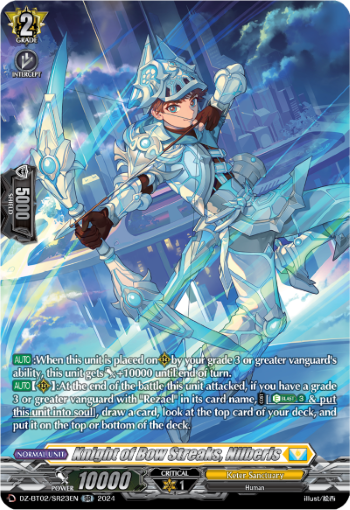 2
GRADE
INTERCEPT
5000
SHIELD
AUTO :When this unit is placed on R by your grade 3 or greater vanguard's
ability, this unit gets +10000 until end of turn.
AUTO【R】:At the end of the battle this unit attacked, if you have a grade
3 or greater vanguard with "Rezael" in its card name, BLAST 3 & put
this unit into soul], draw a card, look at the top card of your deck, and
put it on the top or bottom of the deck.
NORMAL UNIT
Knight of Bow Streaks, Nilberis
POWER 10000
CRITICAL
1
Keter Sanctuary
Human
DZ-BT02/SR23EN SR 2024
illust/絵西